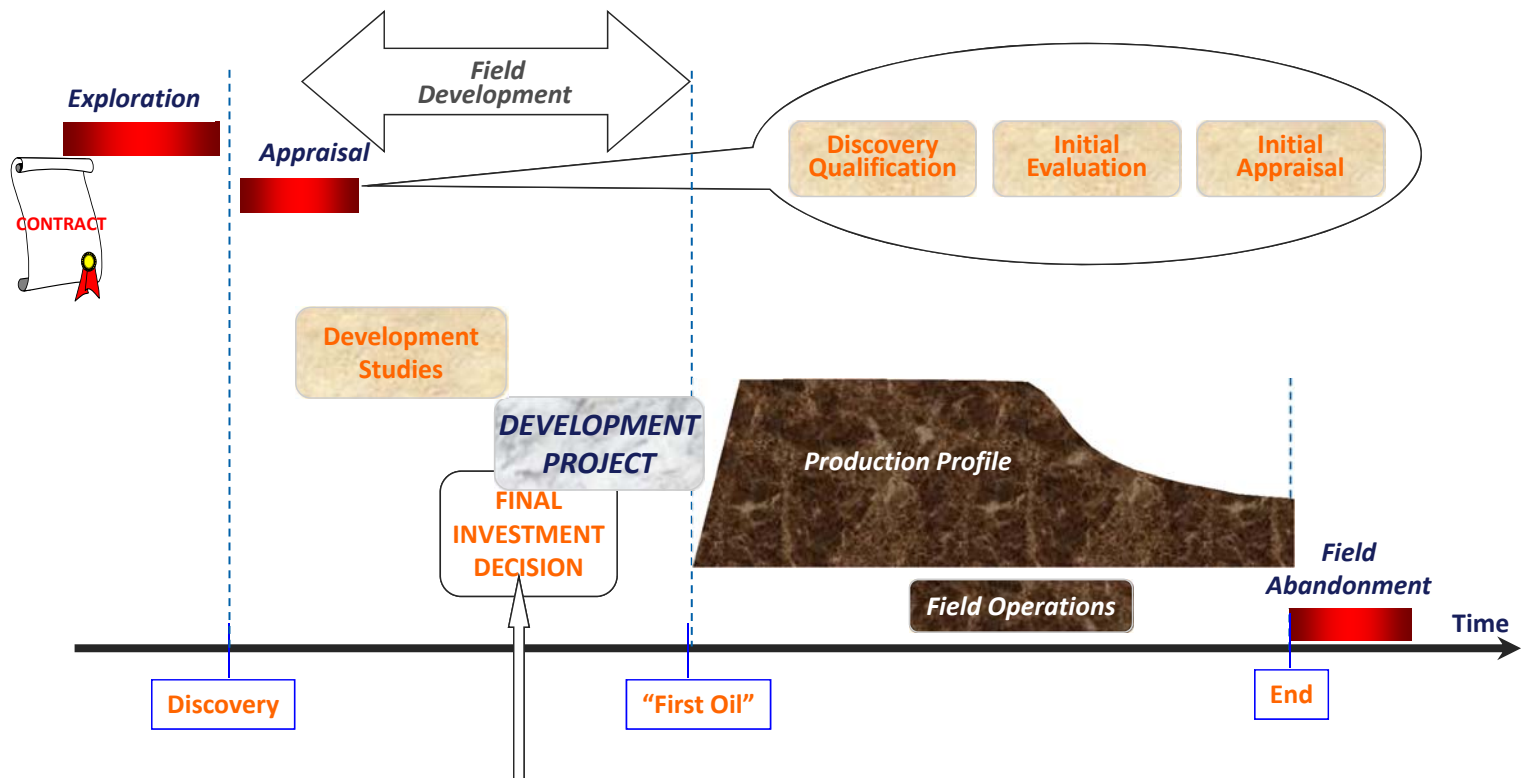 Field
Development
Exploration
CONTRACT
Appraisal
Discovery
Qualification
Initial
Evaluation
Initial
Appraisal
Development
Studies
DEVELOPMENT
PROJECT
FINAL
INVESTMENT
DECISION
Production Profile
Field Operations
Field
Abandonment
Time
Discovery
“First Oil”
End